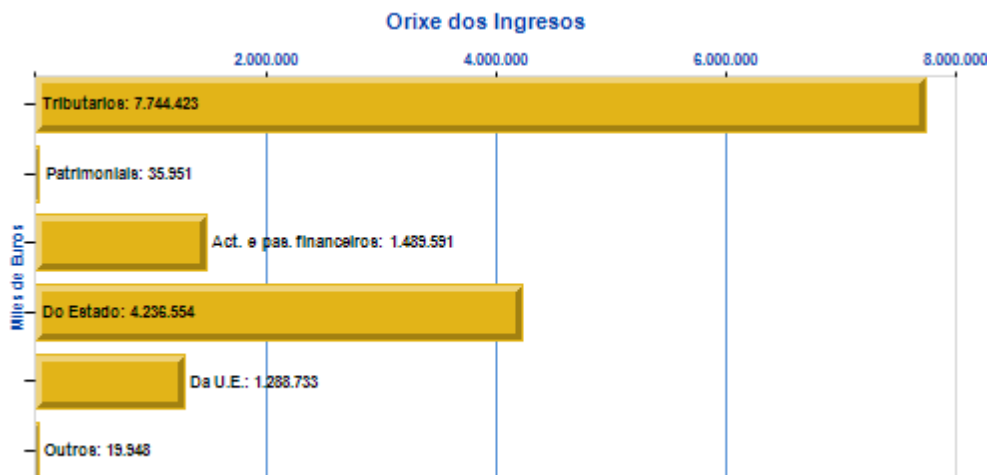 Orixe dos Ingresos
2.000.000 4.000.000 6.000.000 8.000.000
Tributarios: 7.744.423
Patrimoniais: 35.951
Act. e pas. financeiros: 1.489.591
Do Estado: 4.236.554
Da U.E.: 1.288.733
Outros: 19.948
Miles de Euros